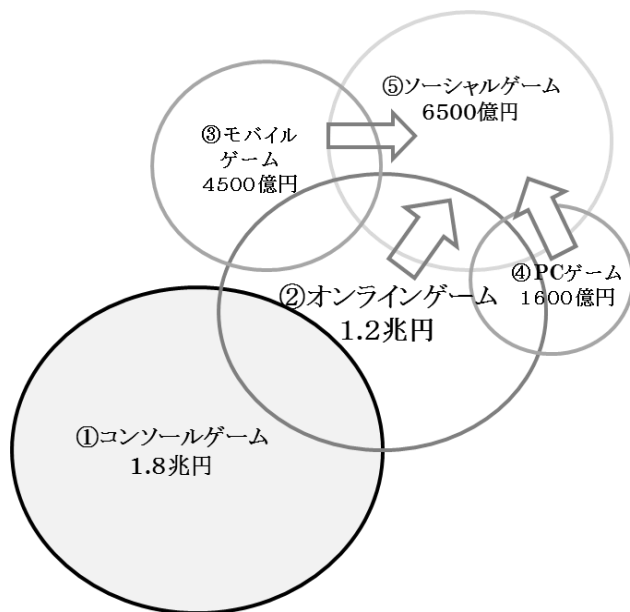 ⑤ソーシャルゲーム
6500億円
③モバイル
ゲーム
4500億円
④PCゲーム
1600億円
②オンラインゲーム
1.2兆円
①コンソールゲーム
1.8兆円